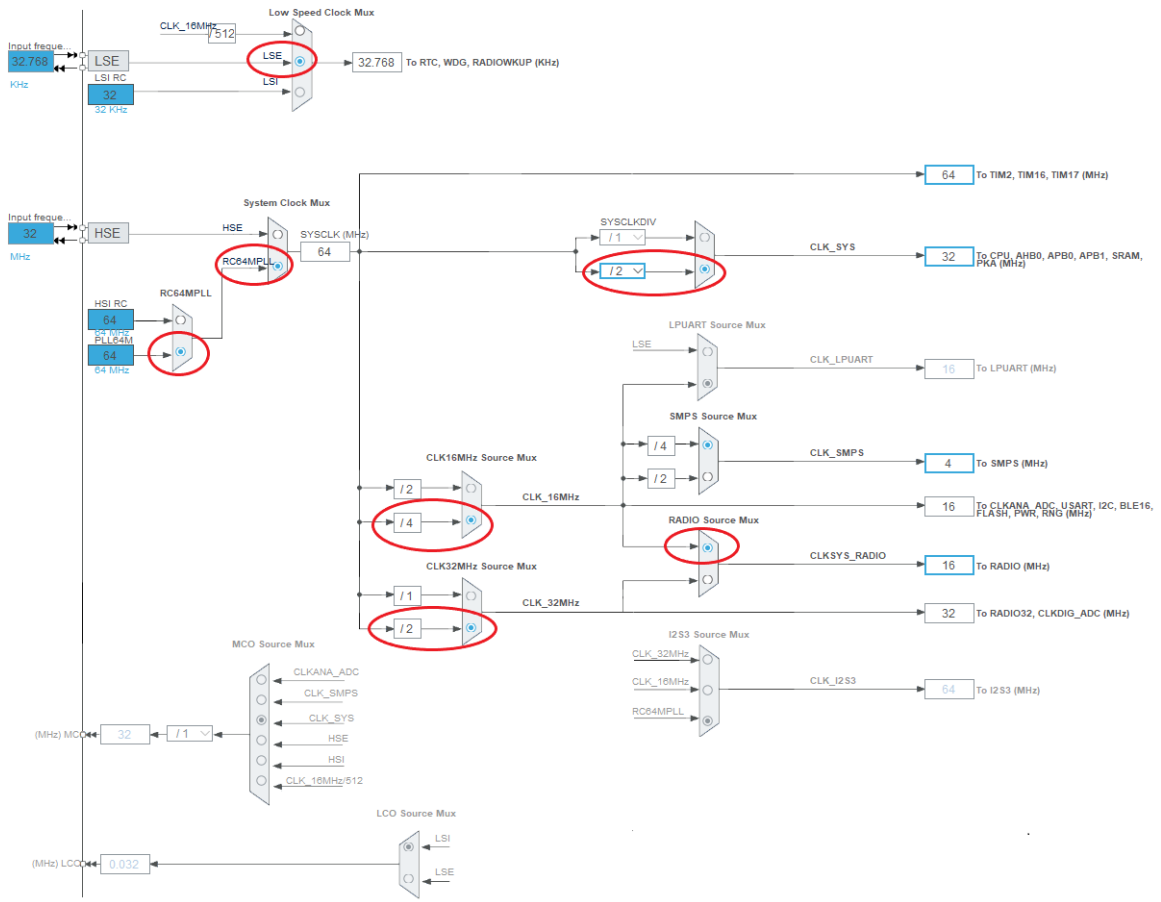 Low Speed Clock Mux
CLK_16MHz
/512
Input freque...
32.768
KHz
LSE
LSE
32.768
To RTC, WDG, RADIOWKUP (KHz)
LSI RC
32
32 KHz
LSI
64
To TIM2, TIM16, TIM17 (MHz)
System Clock Mux
Input freque...
32
MHz
HSE
HSE
SYSCLK (MHz)
64
RC64MPLL
SYSCLKDIV
/ 1
/ 2
CLK_SYS
32
To CPU, AHB0, APB0, APB1, SRAM,
PKA (MHz)
RC64MPLL
HSI RC
64
64 MHz
PLL64M
64
64 MHz
LPUART Source Mux
LSE
CLK_LPUART
16
To LPUART (MHz)
SMPS Source Mux
/ 4
/ 2
CLK_SMPS
4
To SMPS (MHz)
CLK16MHz Source Mux
/ 2
/ 4
CLK_16MHz
16
To CLKANA_ADC, USART, I2C, BLE16,
FLASH, PWR, RNG (MHz)
RADIO Source Mux
CLKSYS_RADIO
16
To RADIO (MHz)
CLK32MHz Source Mux
/ 1
/ 2
CLK_32MHz
32
To RADIO32, CLKDIG_ADC (MHz)
I2S3 Source Mux
CLK_32MHz
CLK_16MHz
RC64MPLL
CLK_I2S3
64
To I2S3 (MHz)
MCO Source Mux
CLKANA_ADC
CLK_SMPS
CLK_SYS
HSE
HSI
CLK_16MHz/512
(MHz) MC
32
/ 1
LCO Source Mux
LSI
LSE
(MHz) LCO
0.032